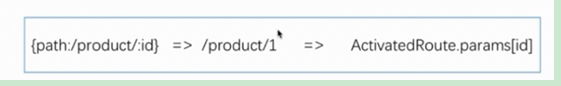 {path:/product/:id} => /product/1 => ActivatedRoute.params[id]